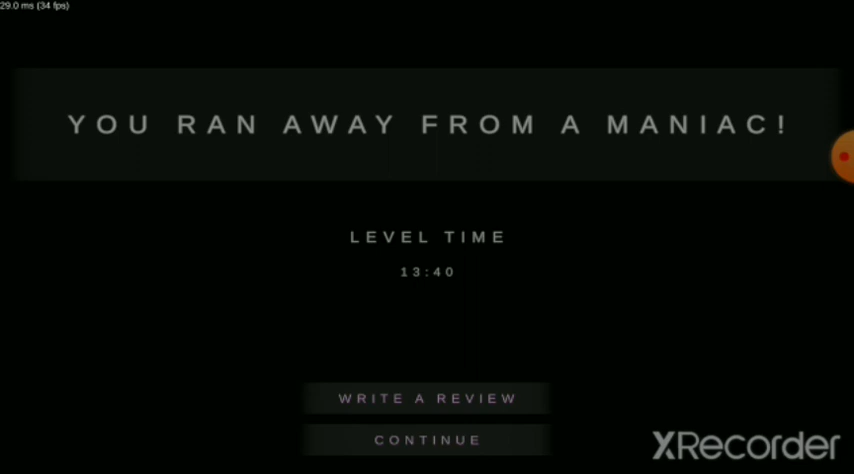 29.0 ms (34 fps)
YOU RAN AWAY FROM A MANIAC!
LEVEL TIME
13:40
WRITE A REVIEW
CONTINUE
XRecorder